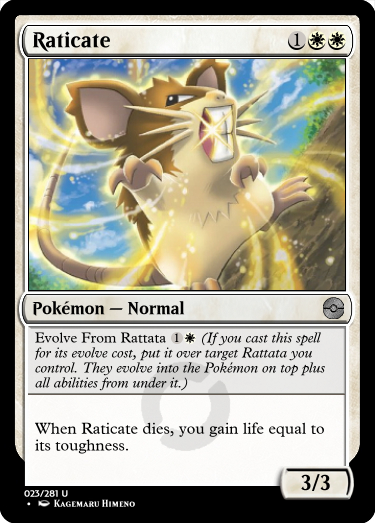 Raticate 1
Pokémon — Normal
Evolve From Rattata 1 (If you cast this spell
for its evolve cost, put it over target Rattata you
control. They evolve into the Pokémon on top plus
all abilities from under it.)
When Raticate dies, you gain life equal to
its toughness.
3/3
023/281 U
• Kagemaru Himeno